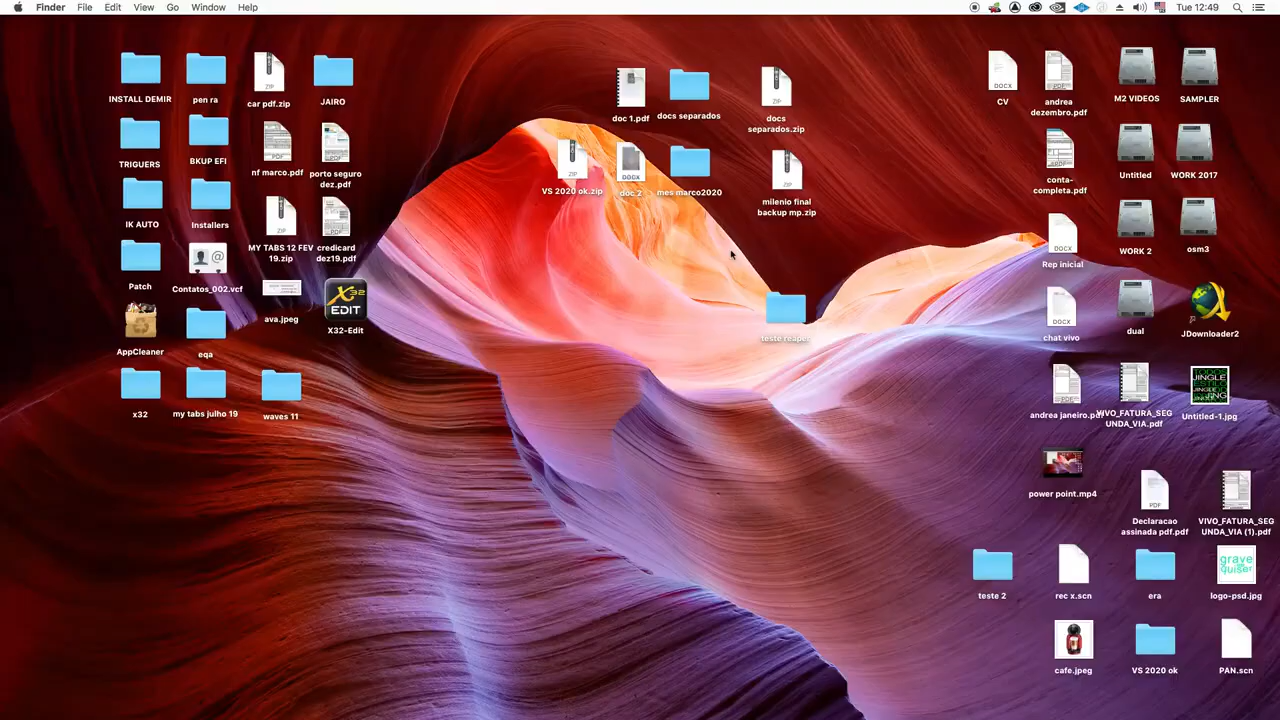 Finder File Edit View Go Window Help Tue 12:49
INSTALL DEMIR
pen ra
car pdf.zip
JAIRO
TRIGUERS
BKUP EFI
nf marco.pdf
porto seguro
dez.pdf
IK AUTO
Installers
MY TABS 12 FEV
19.zip
credicard
dez19.pdf
Patch
Contatos_002.vcf
ava.jpeg
X32-Edit
AppCleaner
eqa
x32
my tabs julho 19
waves 11
doc 1.pdf
docs separados
docs
separados.zip
VS 2020 ok.zip
doc 2
mes marco2020
milenio final
backup mp.zip
teste reaper
CV
andrea
dezembro.pdf
M2 VIDEOS
SAMPLER
conta-
completa.pdf
Untitled
WORK 2017
Rep inicial
WORK 2
osm3
chat vivo
dual
JDownloader2
andrea janeiro.pdf
VIVO_FATURA_SEG
UNDA_VIA.pdf
Untitled-1.jpg
power point.mp4
Declaracao
assinada pdf.pdf
VIVO_FATURA_SEG
UNDA_VIA (1).pdf
teste 2
rec x.scn
era
logo-psd.jpg
cafe.jpeg
VS 2020 ok
PAN.scn